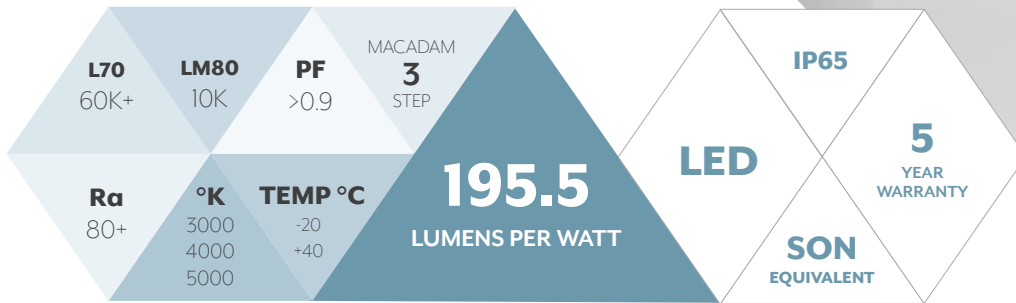 L70
60K+
LM80
10K
PF
>0.9
MACADAM
3
STEP
Ra
80+
°K
3000
4000
5000
TEMP °C
-20
+40
195.5
LUMENS PER WATT
LED
IP65
5
YEAR
WARRANTY
SON
EQUIVALENT